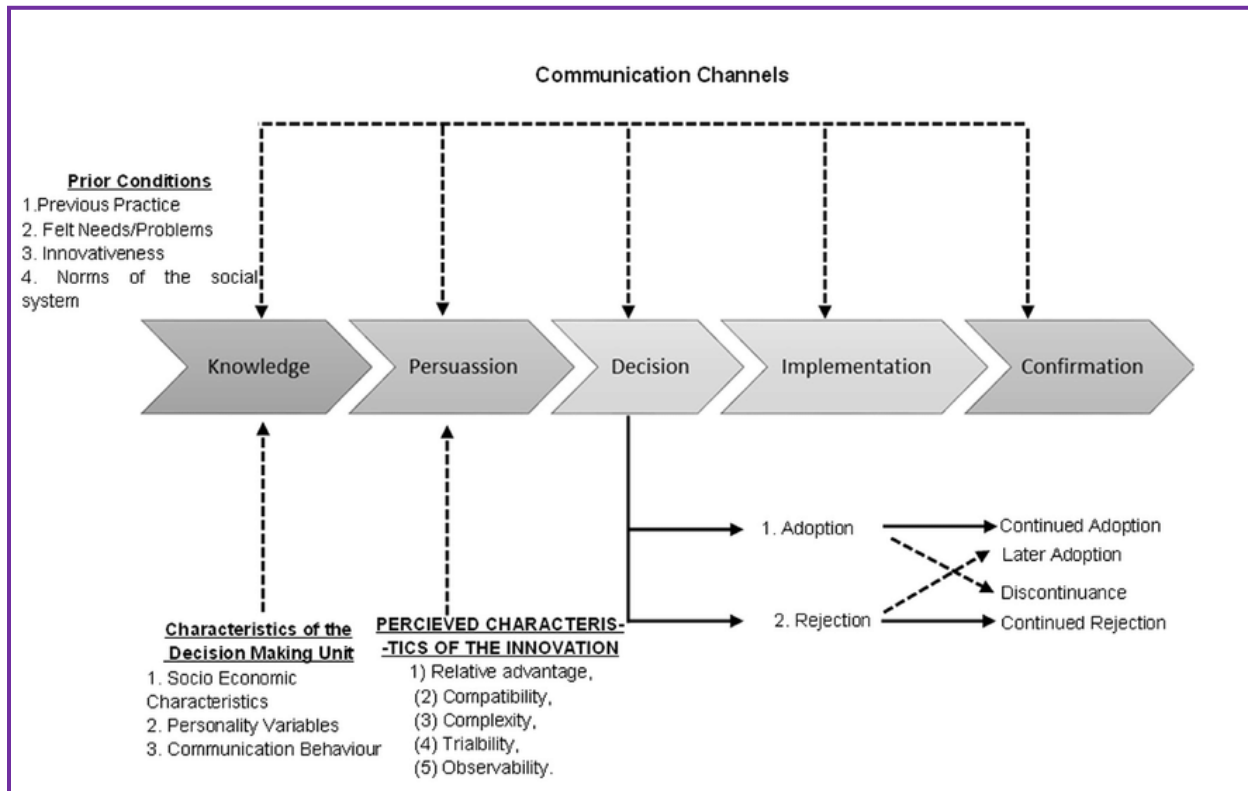 Communication Channels
Prior Conditions
1.Previous Practice
2. Felt Needs/Problems
3. Innovativeness
4. Norms of the social
system
Knowledge
Persuassion
Decision
Implementation
Confirmation
1. Adoption
Continued Adoption
Later Adoption
Discontinuance
2. Rejection
Continued Rejection
Characteristics of the
Decision Making Unit
1. Socio Economic
Characteristics
2. Personality Variables
3. Communication Behaviour
PERCIEVED CHARACTERIS-
-TICS OF THE INNOVATION
1) Relative advantage,
(2) Compatibility,
(3) Complexity,
(4) Trialbility,
(5) Observability.